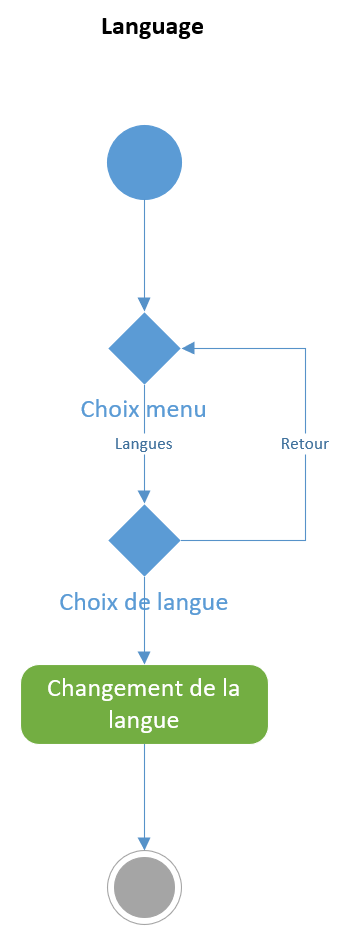 Language
Choix menu
Langues
Retour
Choix de langue
Changement de la
langue